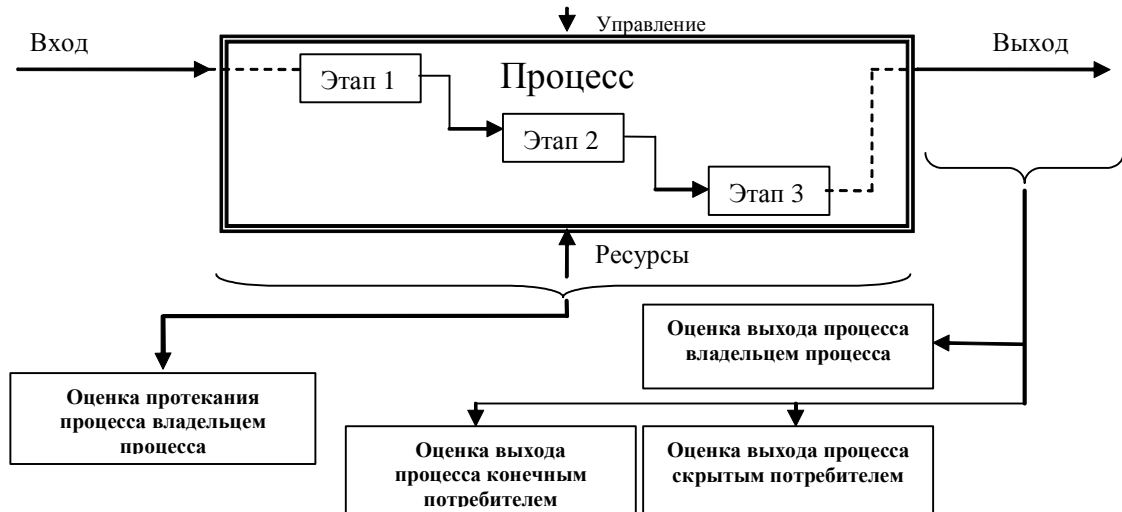 Управление
Вход
Выход
Процесс
Этап 1
Этап 2
Этап 3
Ресурсы
Оценка выхода процесса
владельцем процесса
Оценка протекания
процесса владельцем
процесса
Оценка выхода
процесса конечным
потребителем
Оценка выхода процесса
скрытым потребителем